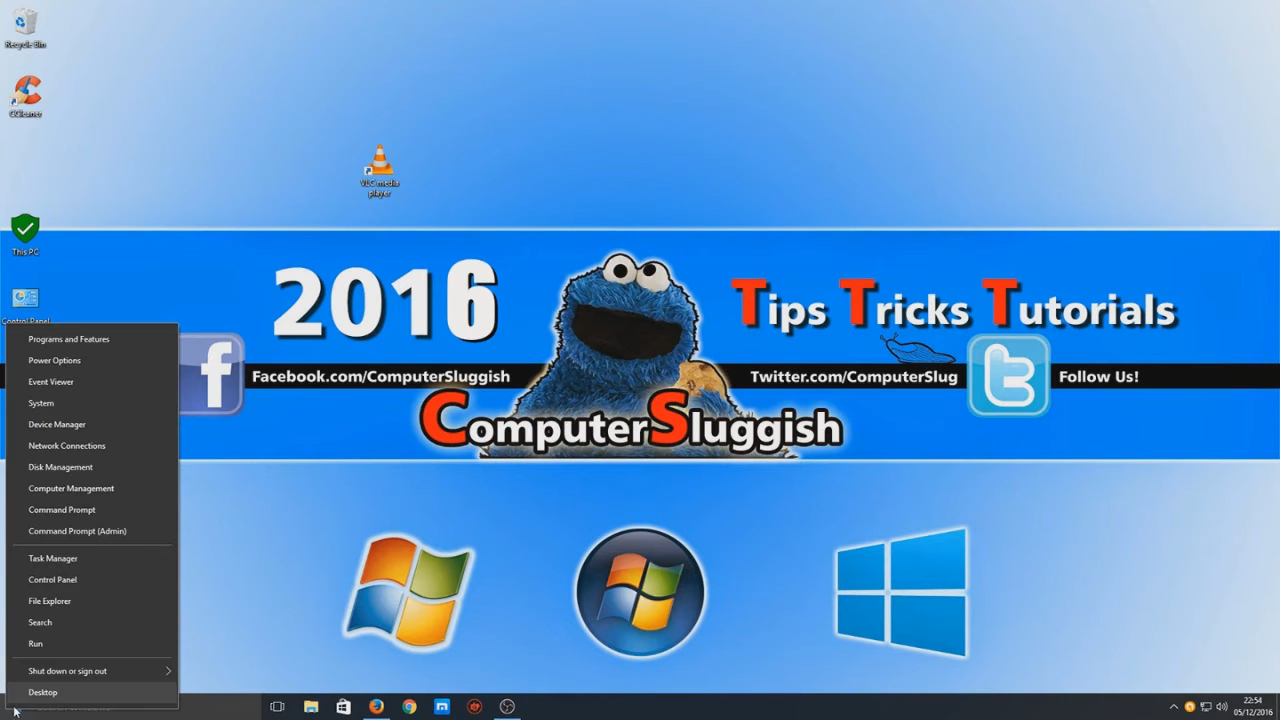 Recycle Bin
CCleaner
VLC media
player
This PC
Control Panel
2016
Tips Tricks Tutorials
Facebook.com/ComputerSluggish
Twitter.com/ComputerSlug
Follow Us!
ComputerSluggish
Programs and Features
Power Options
Event Viewer
System
Device Manager
Network Connections
Disk Management
Computer Management
Command Prompt
Command Prompt (Admin)
Task Manager
Control Panel
File Explorer
Search
Run
Shut down or sign out
Desktop
22:54
05/12/2016